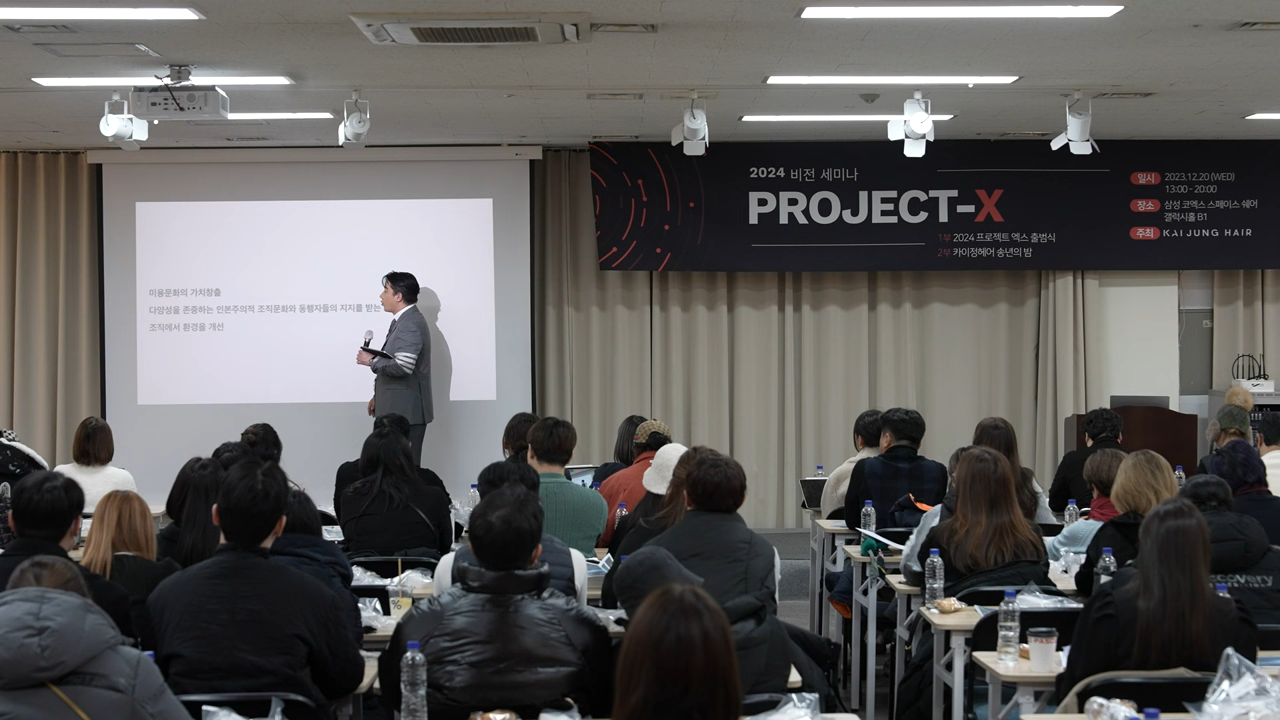 2024 비전 세미나
PROJECT-X
1부 2024 프로젝트 엑스 출범식
2부 카이정헤어 송년의 밤
일시 2023.12.20 (WED)
13:00 - 20:00
장소 삼성 코엑스 스페이스 쉐어
갤럭시홀 B1
주최 KAIJUNG HAIR
미용문화의 가치창출
다양성을 존중하는 인본주의적 조직문화와 동행자들의 지지를 받는
조직에서 환경을 개선
%